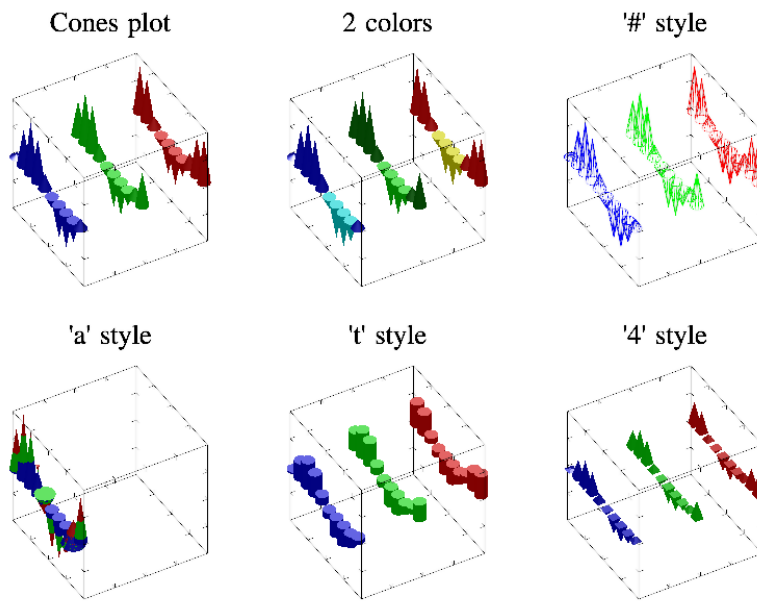 Cones plot
2 colors
'#' style
'a' style
't' style
'4' style